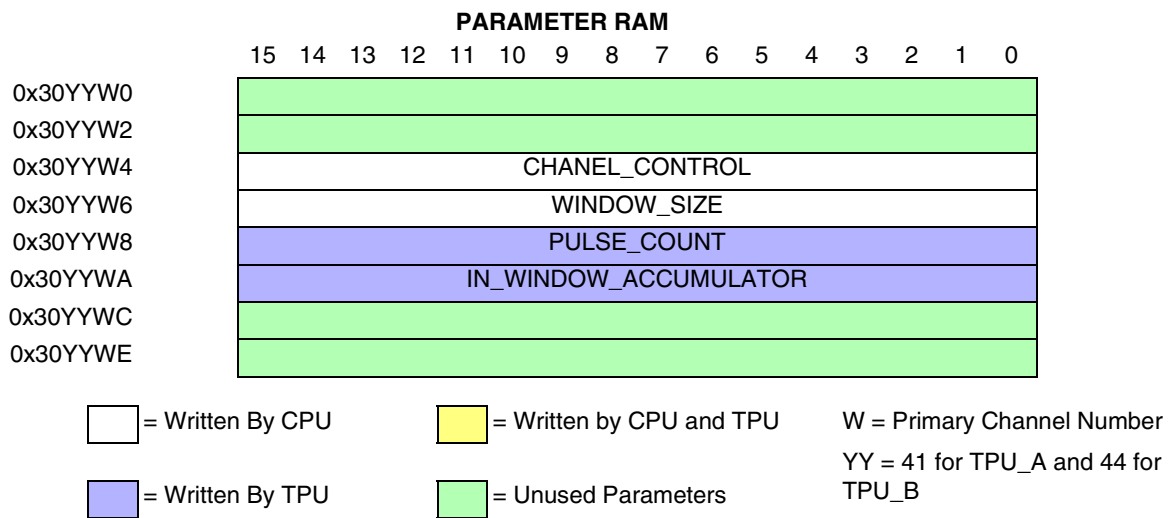 PARAMETER RAM
15 14 13 12 11 10 9 8 7 6 5 4 3 2 1 0
0x30YYW0
0x30YYW2
0x30YYW4 CHANEL_CONTROL
0x30YYW6 WINDOW_SIZE
0x30YYW8 PULSE_COUNT
0x30YYWA IN_WINDOW_ACCUMULATOR
0x30YYWC
0x30YYWE
= Written By CPU = Written by CPU and TPU W = Primary Channel Number
= Written By TPU = Unused Parameters YY = 41 for TPU_A and 44 for
TPU_B